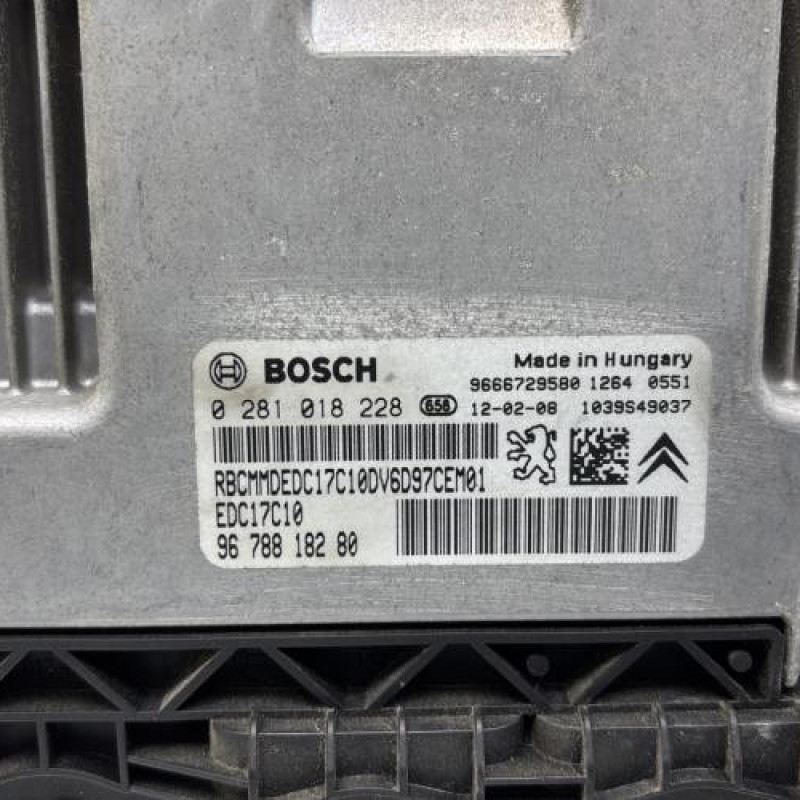 BOSCH
Made in Hungary
9666729580 1264 0551
0 281 018 228 658 12-02-08 1039S49037
RBCMMDEDC17C10DV6D97CEM01
EDC17C10
96 788 182 80